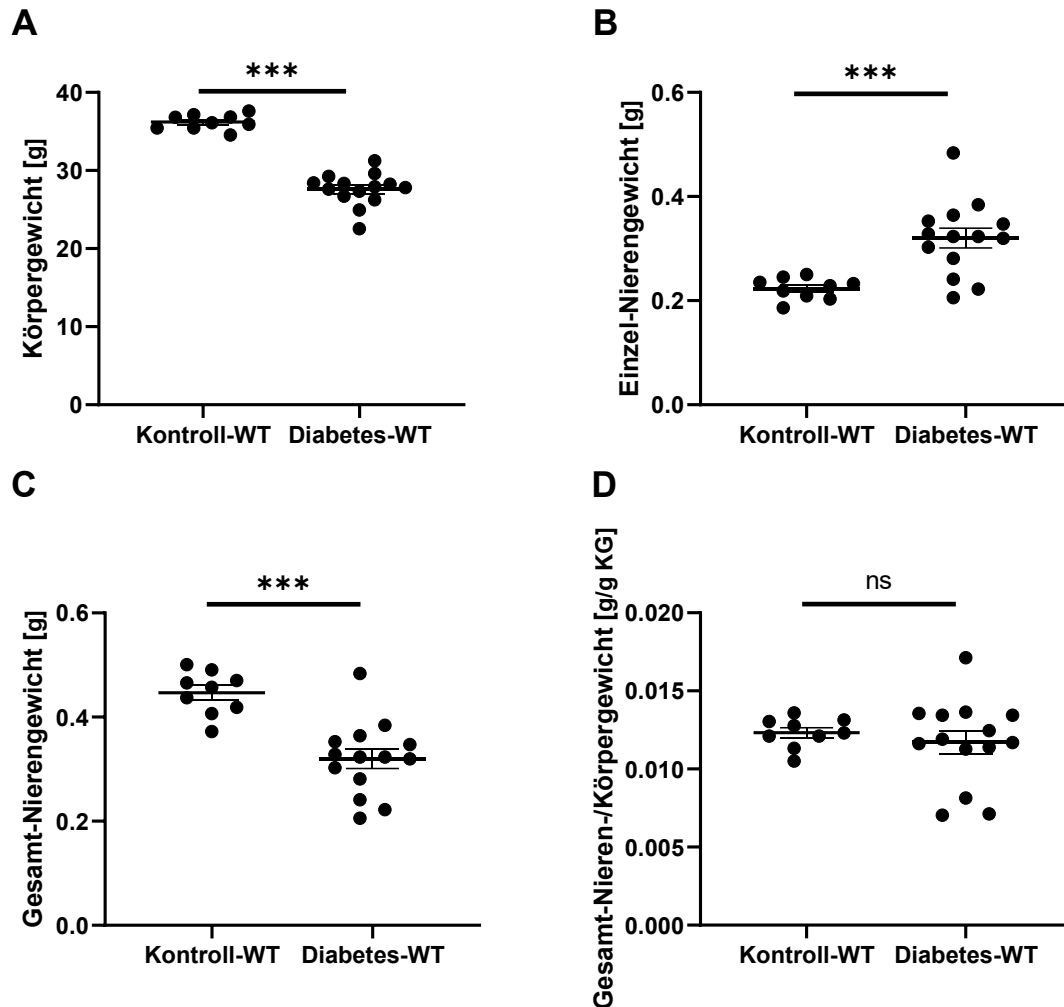 A
***
Körpergewicht [g]
40
30
20
10
0
Kontroll-WT Diabetes-WT
B
***
Einzel-Nierengewicht [g]
0.6
0.4
0.2
0.0
Kontroll-WT Diabetes-WT
C
***
Gesamt-Nierengewicht [g]
0.6
0.4
0.2
0.0
Kontroll-WT Diabetes-WT
D
ns
Gesamt-Nieren-/Körpergewicht [g/g KG]
0.020
0.015
0.010
0.005
0.000
Kontroll-WT Diabetes-WT